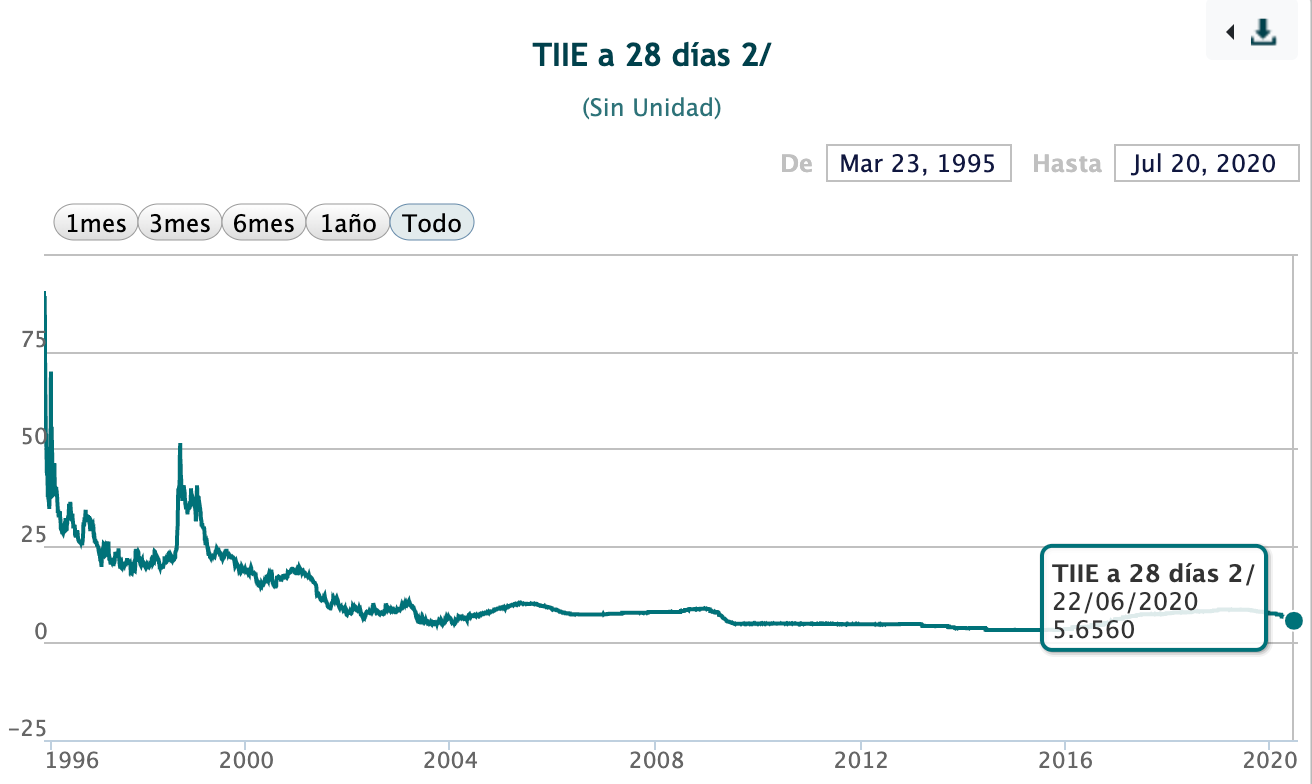 TIIE a 28 días 2/
(Sin Unidad)
De Mar 23, 1995 Hasta Jul 20, 2020
1mes 3mes 6mes 1año Todo
75
50
25
TIIE a 28 días 2/
22/06/2020
5.6560
0
-25
1996 2000 2004 2008 2012 2016 2020